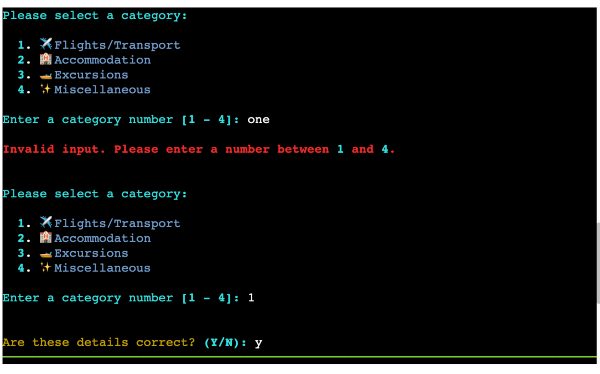 Please select a category:
1. ✈️Flights/Transport
2. 🏨Accommodation
3. 🚤Excursions
4. ✨Miscellaneous
Enter a category number [1 - 4]: one
Invalid input. Please enter a number between 1 and 4.
Please select a category:
1. ✈️Flights/Transport
2. 🏨Accommodation
3. 🚤Excursions
4. ✨Miscellaneous
Enter a category number [1 - 4]: 1
Are these details correct? (Y/N): y